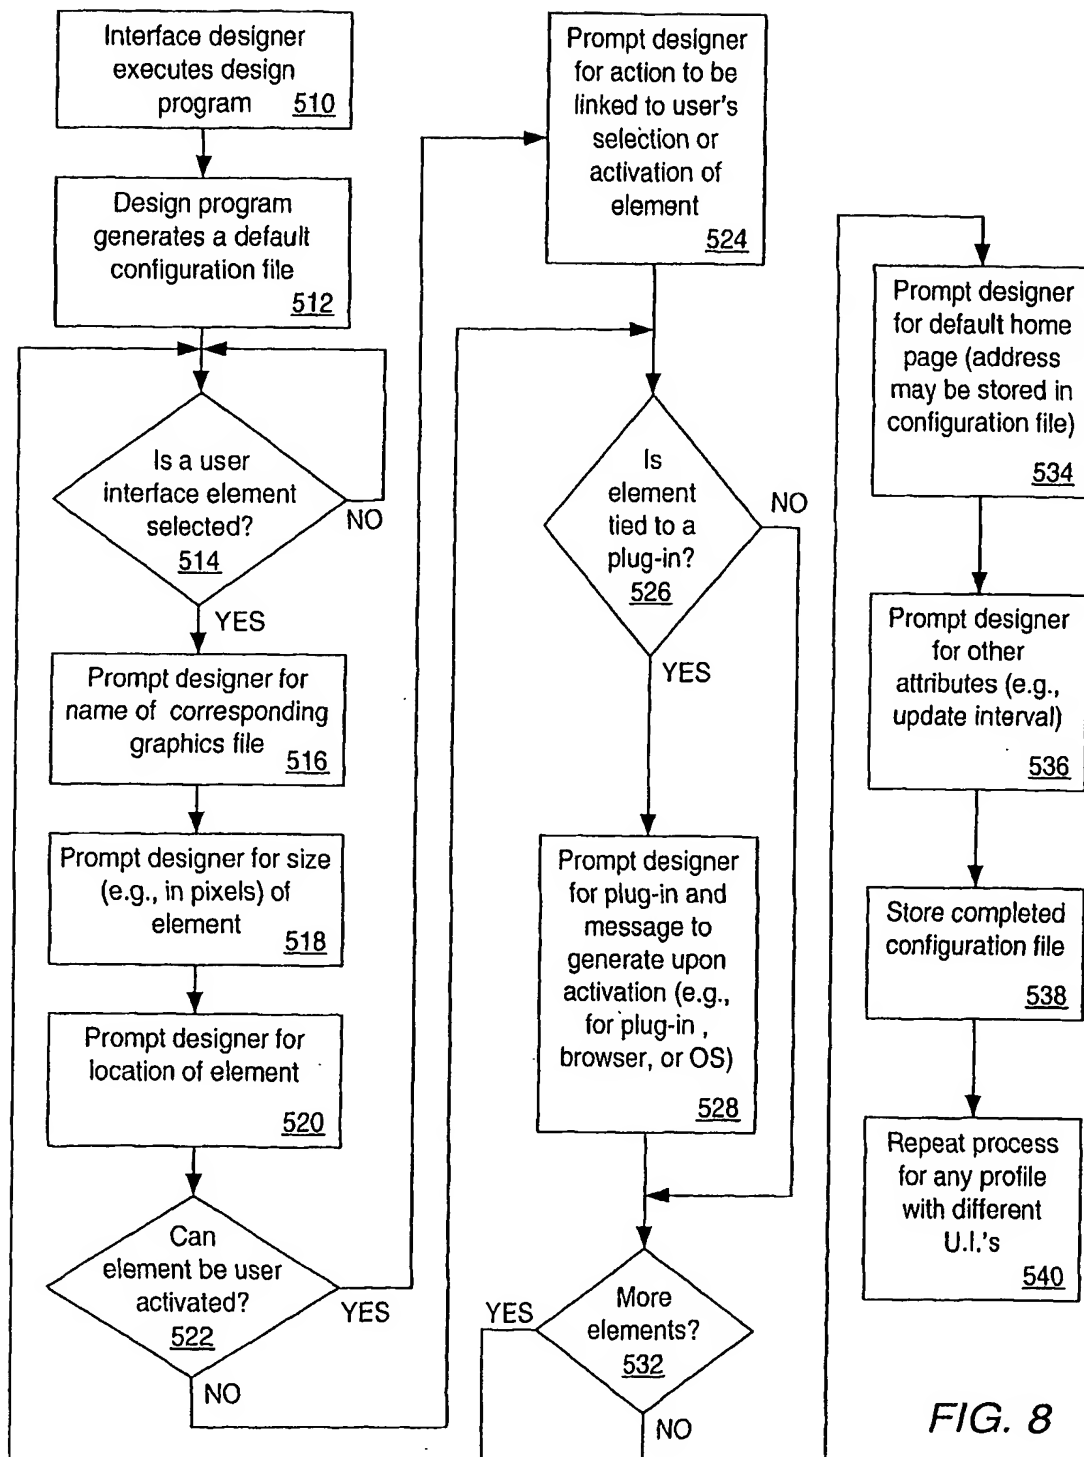 Interface designer
executes design
program
510
Design program
generates a default
configuration file
512
Is a user
interface element
selected?
514
NO
YES
Prompt designer for
name of corresponding
graphics file
516
Prompt designer for size
(e.g., in pixels) of
element
518
Prompt designer for
location of element
520
Can
element be user
activated?
522
YES
NO
Prompt designer
for action to be
linked to user's
selection or
activation of
element
524
Is
element
tied to a
plug-in?
526
NO
YES
Prompt designer
for plug-in and
message to
generate upon
activation (e.g.,
for plug-in ,
browser, or OS)
528
More
elements?
532
YES
NO
Prompt designer
for default home
page (address
may be stored in
configuration file)
534
Prompt designer
for other
attributes (e.g.,
update interval)
536
Store completed
configuration file
538
Repeat process
for any profile
with different
U.I.'s
540
FIG. 8